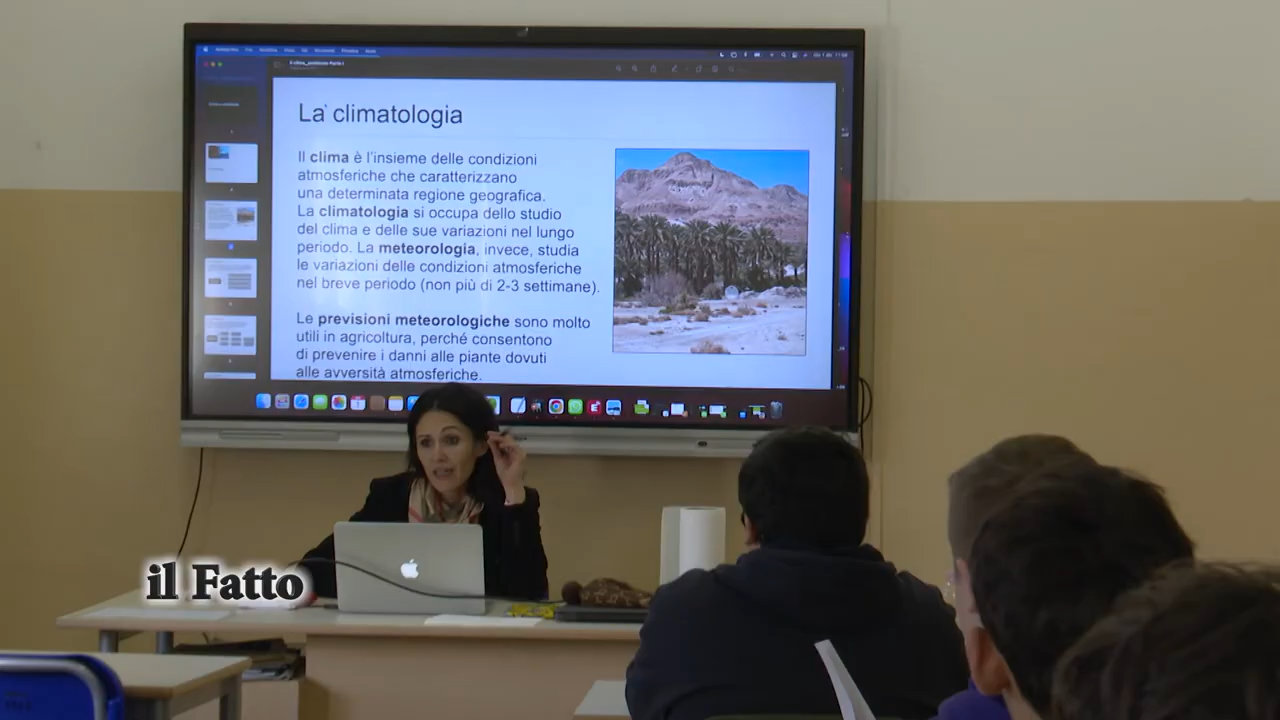 La climatologia
Il clima è l'insieme delle condizioni
atmosferiche che caratterizzano
una determinata regione geografica.
La climatologia si occupa dello studio
del clima e delle sue variazioni nel lungo
periodo. La meteorologia, invece, studia
le variazioni delle condizioni atmosferiche
nel breve periodo (non più di 2-3 settimane).
Le previsioni meteorologiche sono molto
utili in agricoltura, perché consentono
di prevenire i danni alle piante dovuti
alle avversità atmosferiche.
il Fatto